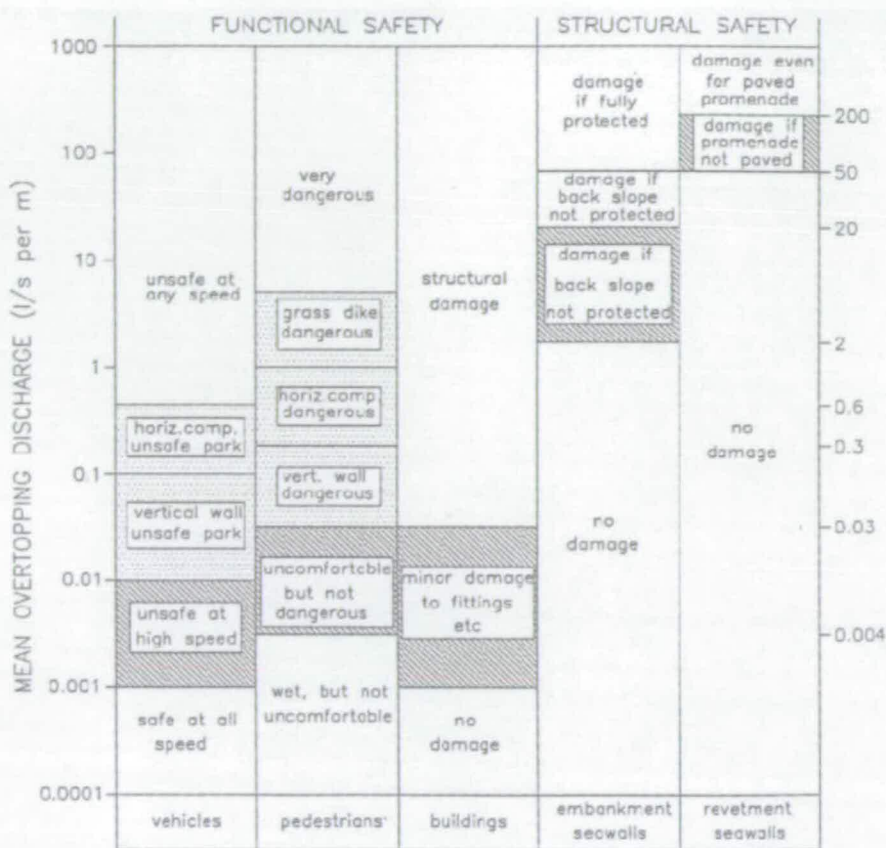 FUNCTIONAL SAFETY
STRUCTURAL SAFETY
MEAN OVERTOPPING DISCHARGE (l/s per m)
1000
100
10
1
0.1
0.01
0.001
0.0001
unsafe at
any speed
horiz.comp.
unsafe park
vertical wall
unsafe park
unsafe at
high speed
safe at all
speed
vehicles
very
dangerous
grass dike
dangerous
horiz.comp.
dangerous
vert. wall
dangerous
uncomfortable
but not
dangerous
wet, but not
uncomfortable
pedestrians
structural
damage
minor damage
to fittings
etc
no
damage
buildings
damage
if fully
protected
damage if
back slope
not protected
damage if
back slope
not protected
no
damage
embankment
seawalls
damage even
for paved
promenade
damage if
promenade
not paved
no
damage
revetment
seawalls
200
50
20
2
0.6
0.3
0.03
0.004